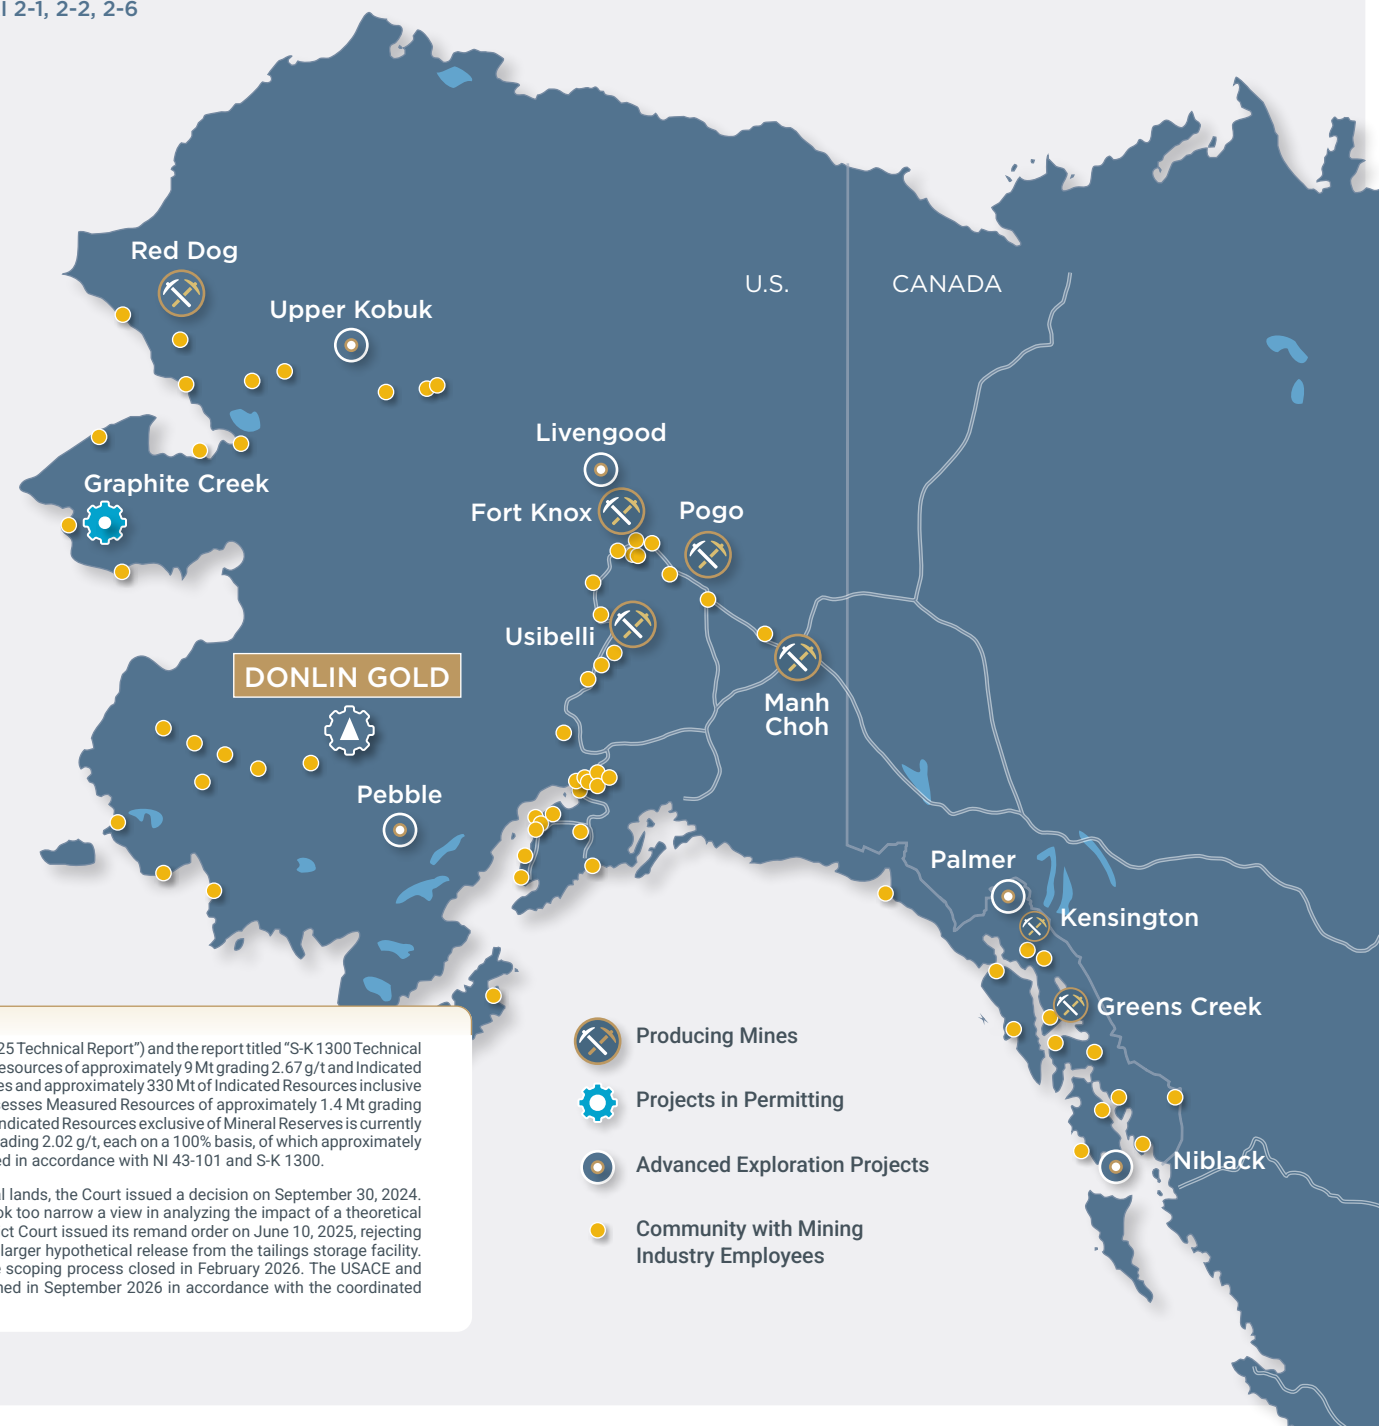 I 2-1, 2-2, 2-6
Red Dog
Upper Kobuk
U.S.
CANADA
Livengood
Graphite Creek
Fort Knox
Pogo
Usibelli
DONLIN GOLD
Manh
Choh
Pebble
Palmer
Kensington
Greens Creek
Niblack
25 Technical Report”) and the report titled “S-K 1300 Technical
esources of approximately 9 Mt grading 2.67 g/t and Indicated
es and approximately 330 Mt of Indicated Resources inclusive
sesses Measured Resources of approximately 1.4 Mt grading
ndicated Resources exclusive of Mineral Reserves is currently
rading 2.02 g/t, each on a 100% basis, of which approximately
ed in accordance with NI 43-101 and S-K 1300.
al lands, the Court issued a decision on September 30, 2024.
ok too narrow a view in analyzing the impact of a theoretical
ct Court issued its remand order on June 10, 2025, rejecting
larger hypothetical release from the tailings storage facility.
e scoping process closed in February 2026. The USACE and
ned in September 2026 in accordance with the coordinated
Producing Mines
Projects in Permitting
Advanced Exploration Projects
Community with Mining
Industry Employees